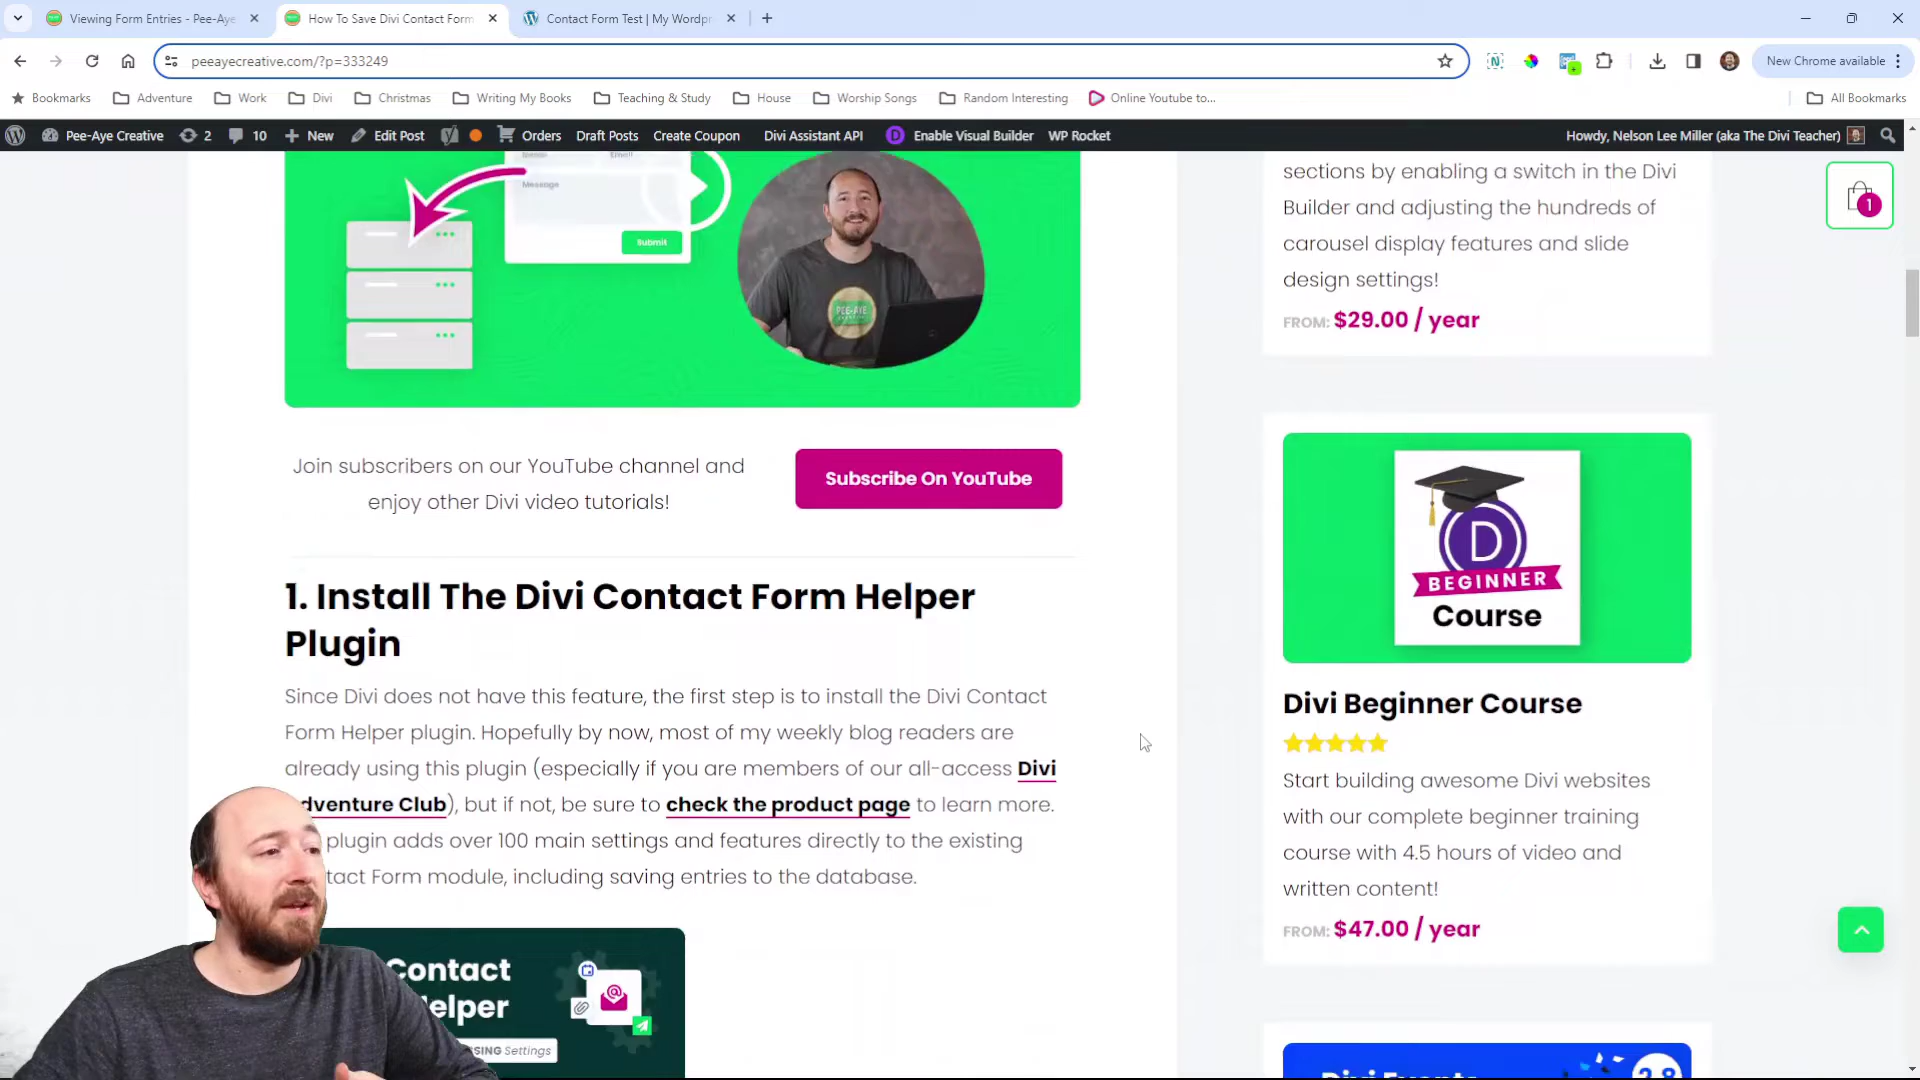 Viewing Form Entries - Pee-Aye
How To Save Divi Contact Form
Contact Form Test | My Wordpr
peeayecreative.com/?p=333249
New Chrome available
Bookmarks
Adventure
Work
Divi
Christmas
Writing My Books
Teaching & Study
House
Worship Songs
Random Interesting
Online Youtube to...
All Bookmarks
Pee-Aye Creative
2
10
New
Edit Post
Orders
Draft Posts
Create Coupon
Divi Assistant API
Enable Visual Builder
WP Rocket
Howdy, Nelson Lee Miller (aka The Divi Teacher)
Email
Message
Submit
PEE-AYE
Join subscribers on our YouTube channel and
enjoy other Divi video tutorials!
Subscribe On YouTube
1. Install The Divi Contact Form Helper
Plugin
Since Divi does not have this feature, the first step is to install the Divi Contact
Form Helper plugin. Hopefully by now, most of my weekly blog readers are
already using this plugin (especially if you are members of our all-access Divi
dventure Club), but if not, be sure to check the product page to learn more.
plugin adds over 100 main settings and features directly to the existing
tact Form module, including saving entries to the database.
Contact
elper
SING Settings
sections by enabling a switch in the Divi
Builder and adjusting the hundreds of
carousel display features and slide
design settings!
FROM: $29.00 / year
1
D
BEGINNER
Course
Divi Beginner Course
Start building awesome Divi websites
with our complete beginner training
course with 4.5 hours of video and
written content!
FROM: $47.00 / year
Divi Events
2.8